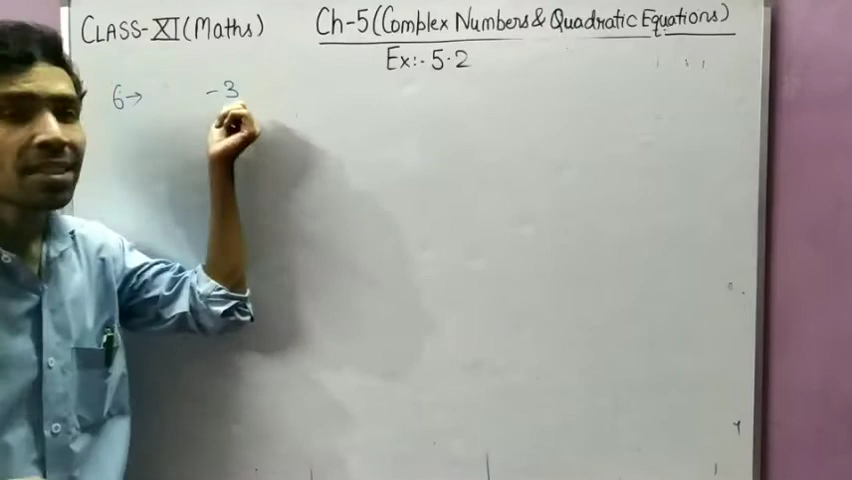 CLASS-XI (Maths)
Ch-5 (Complex Numbers & Quadratic Equations)
Ex:- 5.2
6→ -3